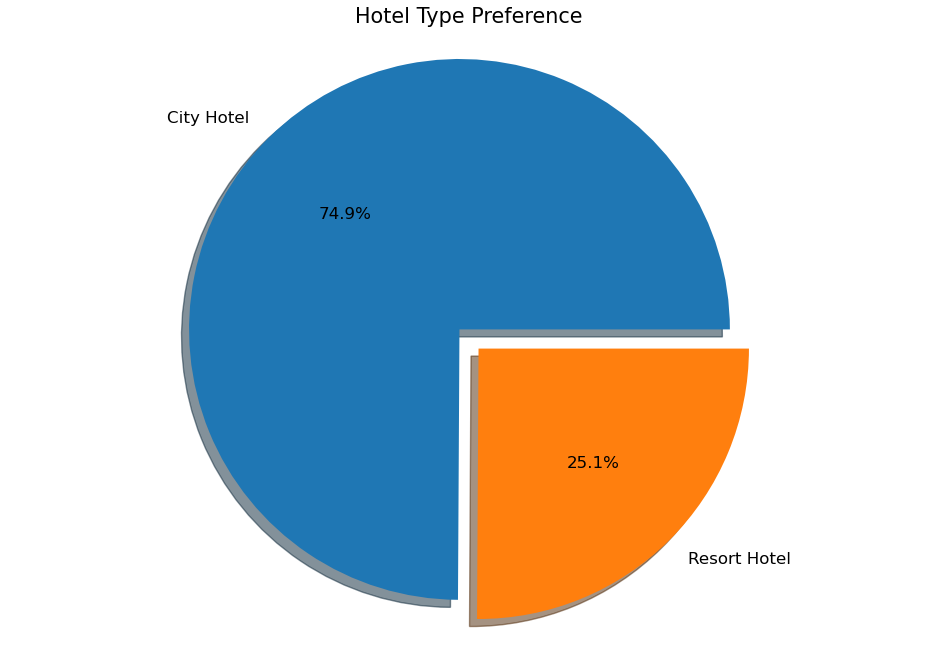 Hotel Type Preference
City Hotel
74.9%
25.1%
Resort Hotel